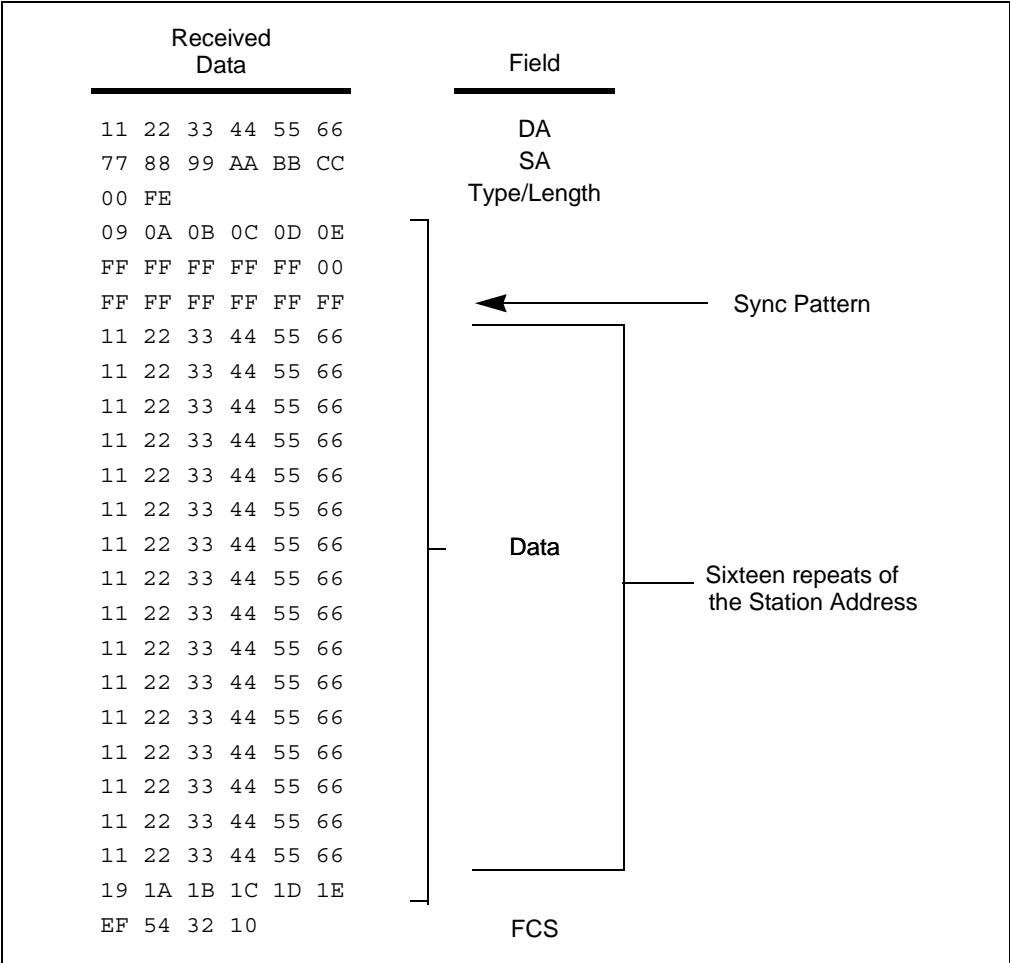 Received
Data
Field
11 22 33 44 55 66
DA
77 88 99 AA BB CC
SA
00 FE
Type/Length
09 0A 0B 0C 0D 0E
FF FF FF FF FF 00
FF FF FF FF FF FF
Sync Pattern
11 22 33 44 55 66
11 22 33 44 55 66
11 22 33 44 55 66
11 22 33 44 55 66
11 22 33 44 55 66
11 22 33 44 55 66
11 22 33 44 55 66
Data
11 22 33 44 55 66
Sixteen repeats of
the Station Address
11 22 33 44 55 66
11 22 33 44 55 66
11 22 33 44 55 66
11 22 33 44 55 66
11 22 33 44 55 66
11 22 33 44 55 66
11 22 33 44 55 66
11 22 33 44 55 66
19 1A 1B 1C 1D 1E
EF 54 32 10
FCS